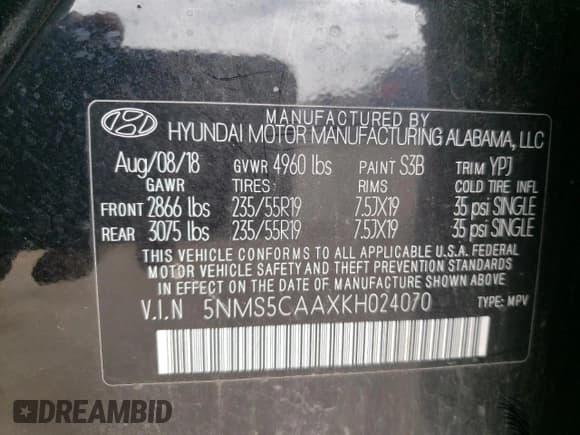 MANUFACTURED BY
HYUNDAI MOTOR MANUFACTURING ALABAMA, LLC
Aug/08/18 GVWR 4960 lbs PAINT S3B TRIM YPJ
GAWR TIRES: RIMS COLD TIRE INFL
FRONT 2866 lbs 235/55R19 7.5JX19 35 psi SINGLE
REAR 3075 lbs 235/55R19 7.5JX19 35 psi SINGLE
THIS VEHICLE CONFORMS TO ALL APPLICABLE U.S.A. FEDERAL
MOTOR VEHICLE SAFETY AND THEFT PREVENTION STANDARDS
IN EFFECT ON THE DATE OF MANUFACTURE SHOWN ABOVE.
V.I.N 5NMS5CAAXKH024070 TYPE: MPV
DREAMBID